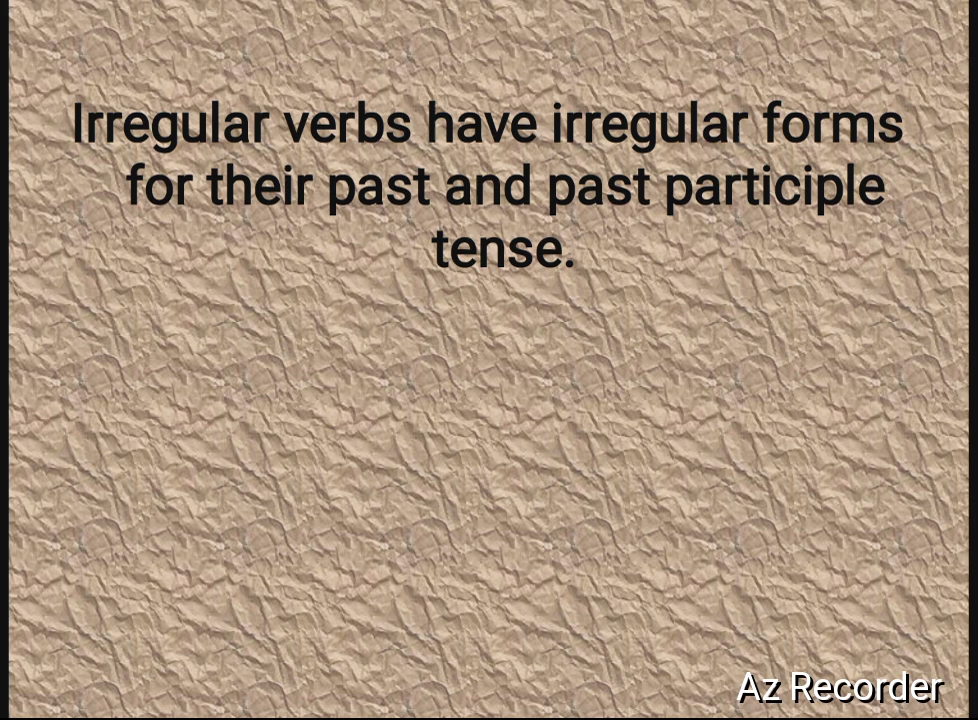 Irregular verbs have irregular forms
for their past and past participle
tense.
Az Recorder